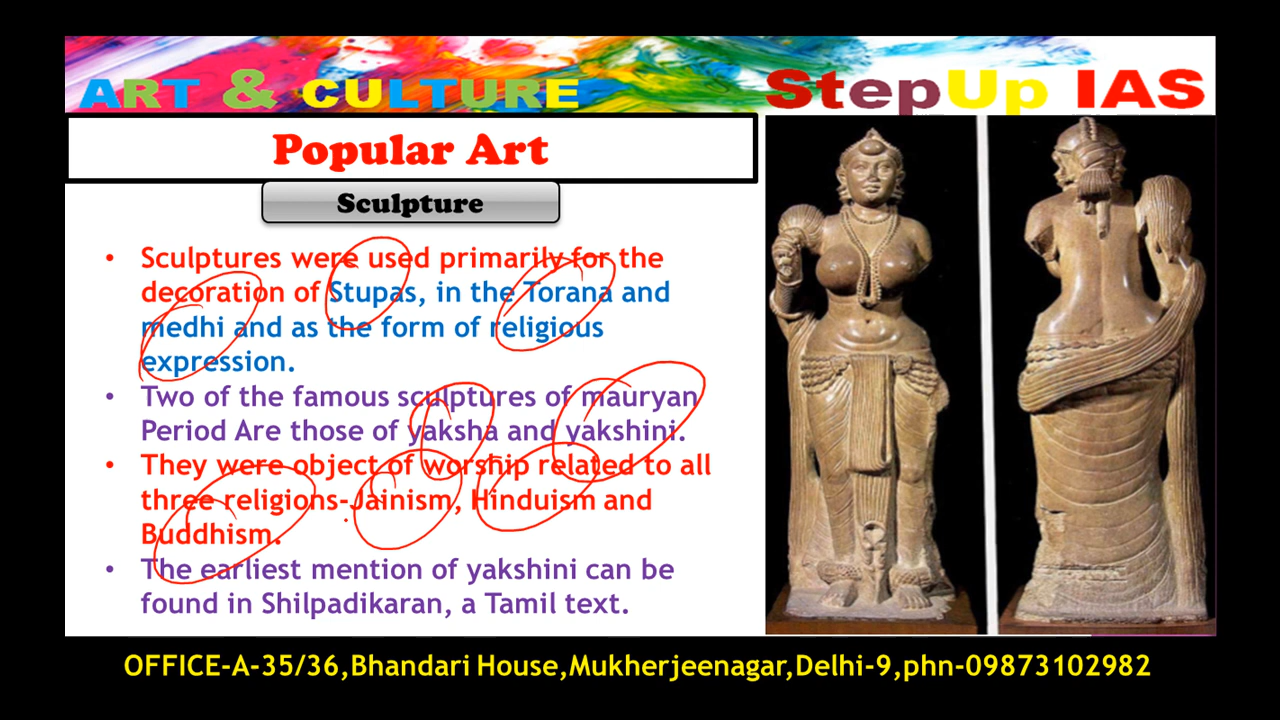 ART & CULTURE
StepUp IAS
Popular Art
Sculpture
• Sculptures were used primarily for the
decoration of Stupas, in the Torana and
medhi and as the form of religious
expression.
• Two of the famous sculptures of mauryan
Period Are those of yaksha and yakshini.
• They were object of worship related to all
three religions-Jainism, Hinduism and
Buddhism.
• The earliest mention of yakshini can be
found in Shilpadikaran, a Tamil text.
OFFICE-A-35/36,Bhandari House,Mukherjeenagar,Delhi-9,phn-09873102982